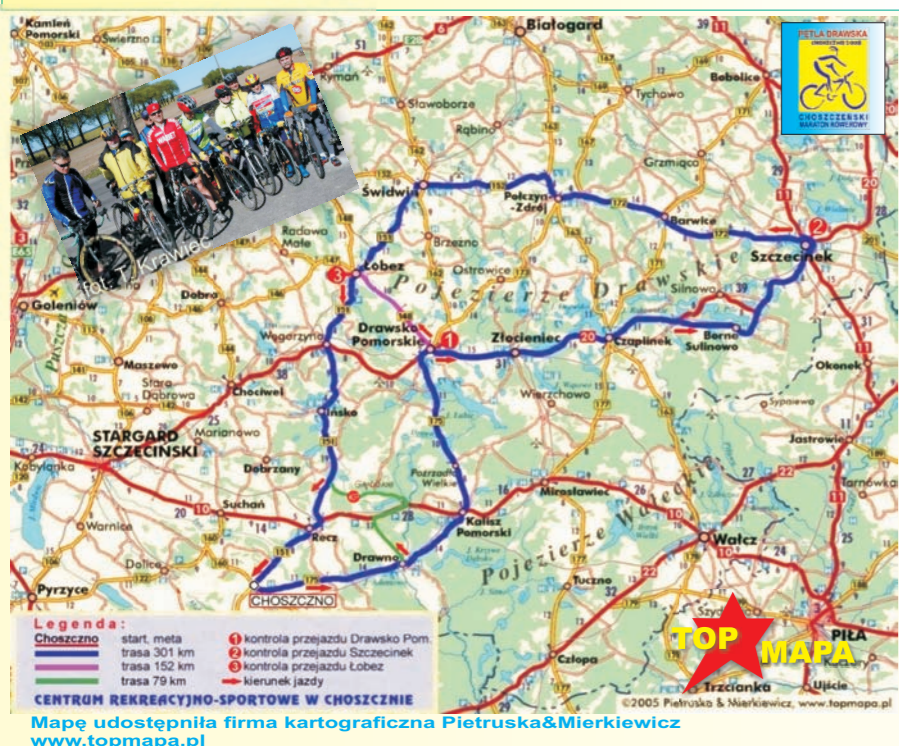 Kamień
Pomorski
Świerzno
Białogard
PĘTLA DRAWSKA
CHOSZCZEŃSKI
MARATON ROWEROWY
Bobolice
Rymań
Sławoborze
Tychowo
Rąbino
Grzmiąca
Świdwin
Połczyn
-Zdrój
Barwice
Szczecinek
fot. T. Krawiec
Radowo
Małe
Brzeżno
Łobez
Ostrowice
Pojezierze Drawskie
Silnowo
Goleniów
Dobra
Węgorzyno
Drawsko
Pomorskie
Złocieniec
Czaplinek
Borne
Sulinowo
Okonek
Maszewo
Chociwel
Stara
Dąbrowa
Ińsko
Wierzchowo
Sypniewo
Marianowo
STARGARD
SZCZECIŃSKI
Kobylanka
Dobrzany
Jastrowie
Pozrzadło
Wielkie
Tarnówka
Suchań
Mirosławiec
Warnice
Recz
Kalisz
Pomorski
Drawno
Pojezierze Wałeckie
Wałcz
Dolice
Pyrzyce
CHOSZCZNO
Tuczno
Człopa
PIŁA
Trzcianka
Ujście
TOP MAPA
Legenda:
Choszczno start, meta
trasa 301 km
trasa 152 km
trasa 79 km
1 kontrola przejazdu Drawsko Pom.
2 kontrola przejazdu Szczecinek
3 kontrola przejazdu Łobez
kierunek jazdy
CENTRUM REKREACYJNO-SPORTOWE W CHOSZCZNIE
©2005 Pietruska & Mierkiewicz, www.topmapa.pl
Mapę udostępniła firma kartograficzna Pietruska&Mierkiewicz
www.topmapa.pl